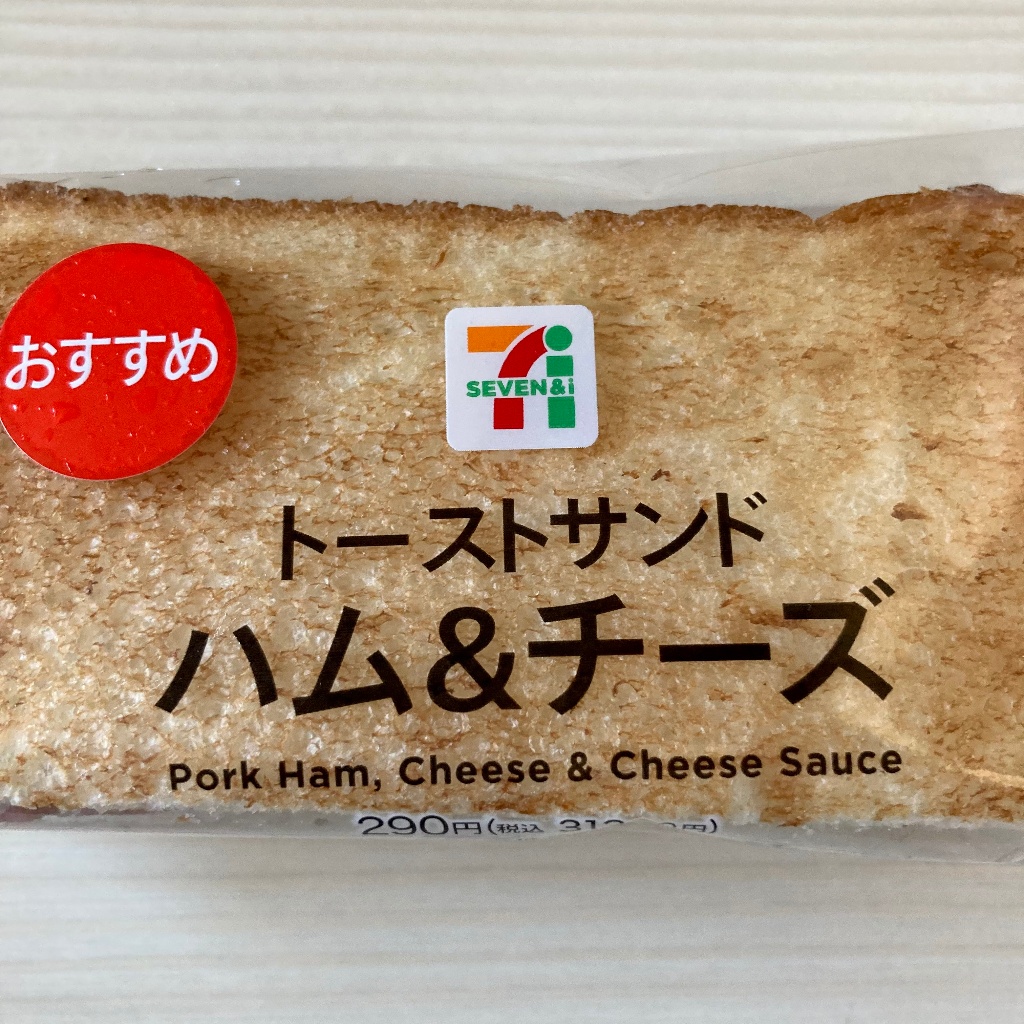 おすすめ
SEVEN&i
トーストサンド
ハム&チーズ
Pork Ham, Cheese & Cheese Sauce
290円(税込 円)